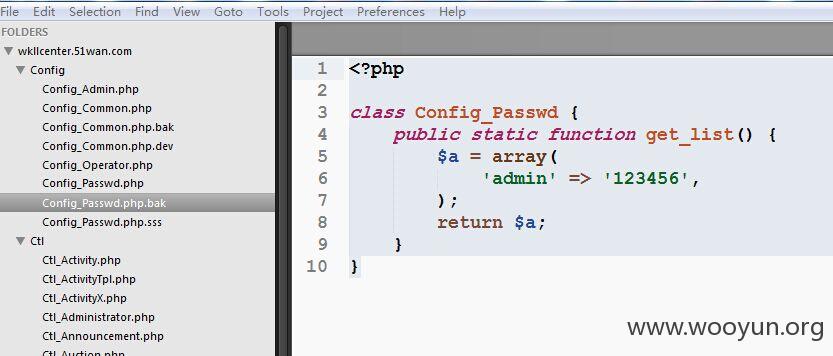 File Edit Selection Find View Goto Tools Project Preferences Help
FOLDERS
wkllcenter.51wan.com
Config
Config_Admin.php
Config_Common.php
Config_Common.php.bak
Config_Common.php.dev
Config_Operator.php
Config_Passwd.php
Config_Passwd.php.bak
Config_Passwd.php.sss
Ctl
Ctl_Activity.php
Ctl_ActivityTpl.php
Ctl_ActivityX.php
Ctl_Administrator.php
Ctl_Announcement.php
Ctl_Auction.php
1 <?php
2
3 class Config_Passwd {
4 public static function get_list() {
5 $a = array(
6 'admin' => '123456',
7 );
8 return $a;
9 }
10 }
www.wooyun.org